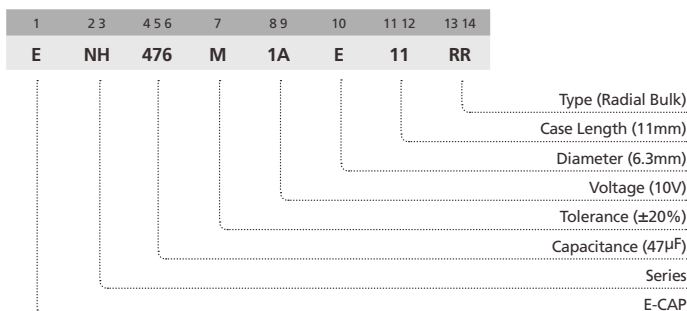 1 2 3 4 5 6 7 8 9 10 11 12 13 14
E NH 476 M 1A E 11 RR
Type (Radial Bulk)
Case Length (11mm)
Diameter (6.3mm)
Voltage (10V)
Tolerance (±20%)
Capacitance (47µF)
Series
E-CAP